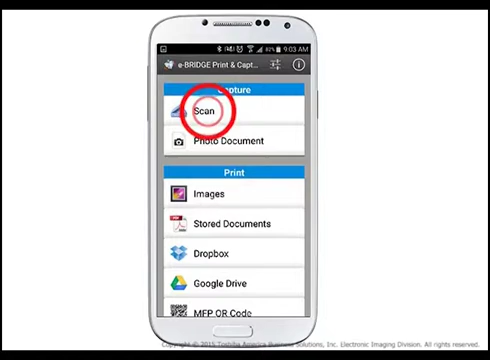 82% 9:03 AM
e-BRIDGE Print & Capt...
Capture
Scan
Photo Document
Print
Images
Stored Documents
Dropbox
Google Drive
MFP QR Code
Copyright © 2015 Toshiba America Business Solutions, Inc. Electronic Imaging Division. All rights reserved.